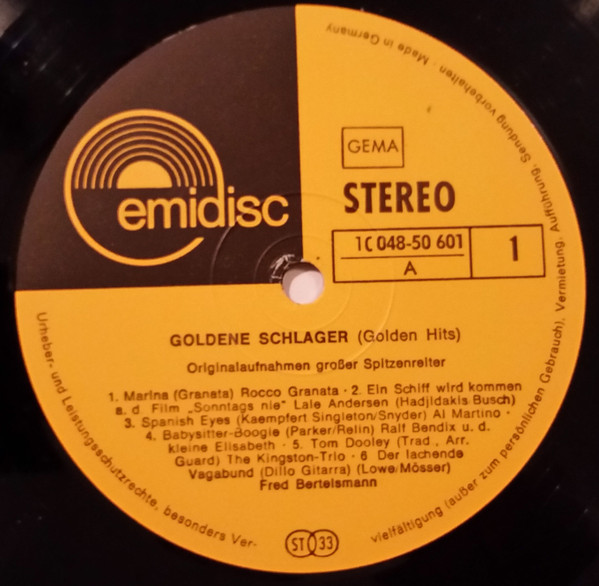 emidisc
GEMA
STEREO
1C 048-50 601
A
1
GOLDENE SCHLAGER (Golden Hits)
Originalaufnahmen großer Spitzenreiter
1. Marina (Granata) Rocco Granata · 2. Ein Schiff wird kommen
a. d Film „Sonntags nie" Lale Andersen (Hadjidakis Busch)
3. Spanish Eyes (Kaempfert Singleton/Snyder) Al Martino ·
4. Babysitter-Boogie (Parker/Relin) Ralf Bendix u. d.
kleine Elisabeth · 5. Tom Dooley (Trad, Arr.
Guard) The Kingston-Trio · 6 Der lachende
Vagabund (Dillo Gitarra) (Lowe/Mösser)
Fred Bertelsmann
ST 33
Urheber- und Leistungsschutzrechte, besonders Ver-
vielfältigung (außer zum persönlichen Gebrauch), Vermietung, Aufführung, Sendung vorbehalten · Made in Germany